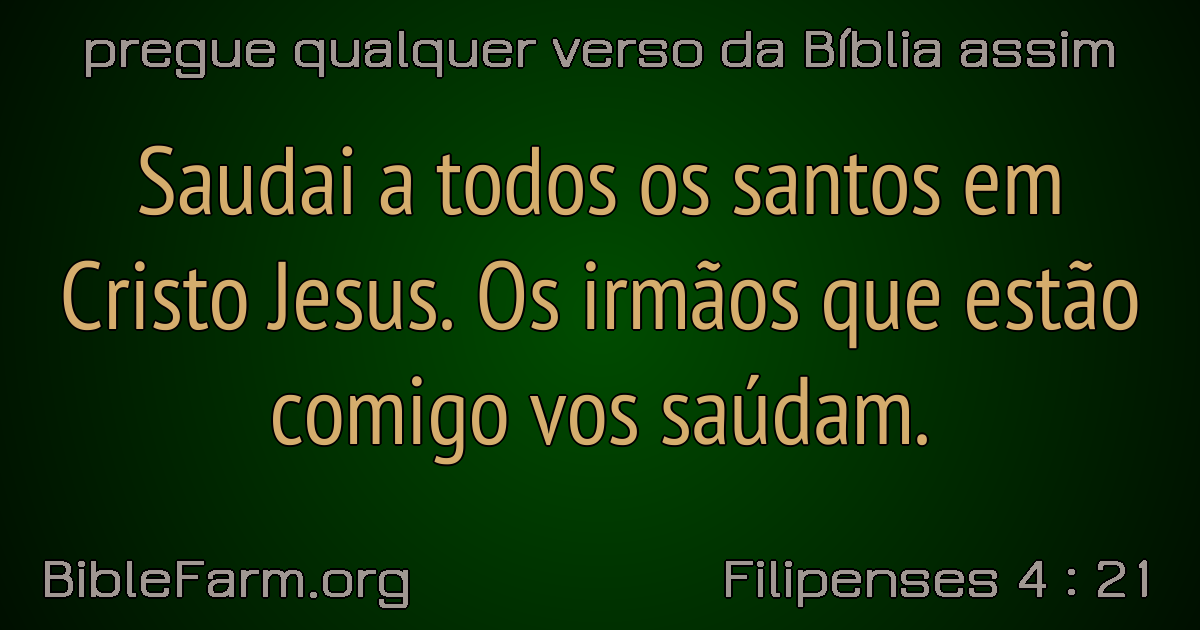 pregue qualquer verso da Bíblia assim
Saudai a todos os santos em
Cristo Jesus. Os irmãos que estão
comigo vos saúdam.
BibleFarm.org
Filipenses 4 : 21